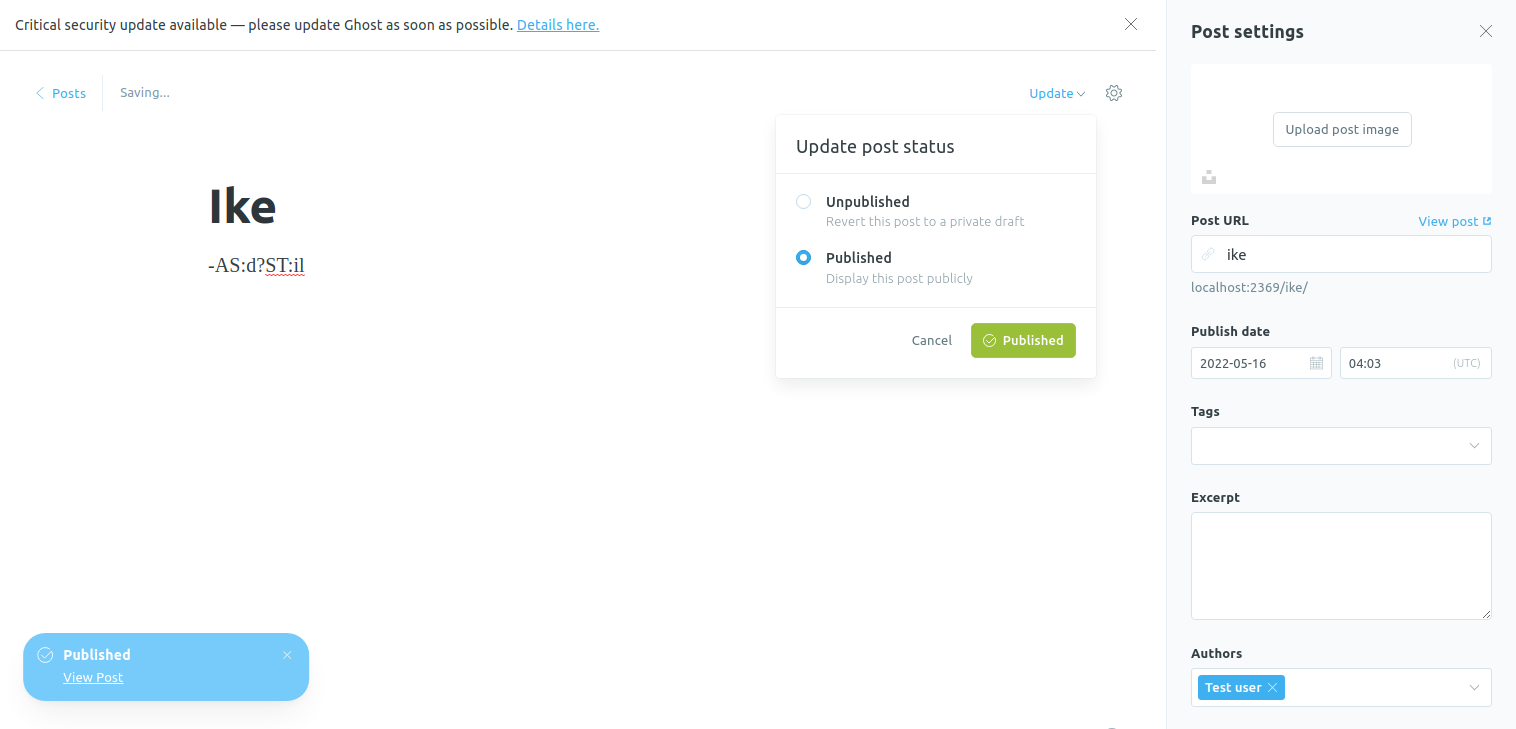 Critical security update available — please update Ghost as soon as possible. Details here.
Posts
Saving...
Update
Ike
-AS:d?ST:il
Update post status
Unpublished
Revert this post to a private draft
Published
Display this post publicly
Cancel
Published
Published
View Post
Post settings
Upload post image
Post URL
View post
ike
localhost:2369/ike/
Publish date
2022-05-16
04:03
(UTC)
Tags
Excerpt
Authors
Test user